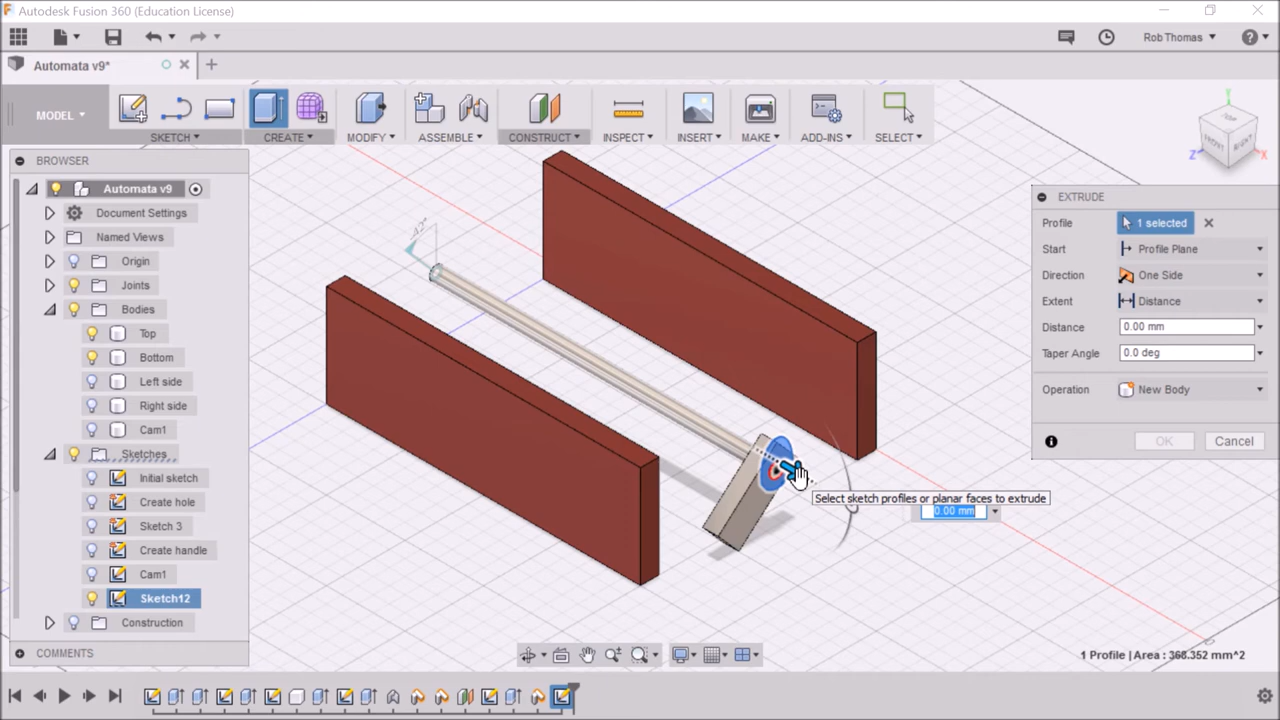 Autodesk Fusion 360 (Education License)
Rob Thomas
Automata v9*
MODEL
SKETCH
CREATE
MODIFY
ASSEMBLE
CONSTRUCT
INSPECT
INSERT
MAKE
ADD-INS
SELECT
BROWSER
Automata v9
Document Settings
Named Views
Origin
Joints
Bodies
Top
Bottom
Left side
Right side
Cam1
Sketches
Initial sketch
Create hole
Sketch 3
Create handle
Cam1
Sketch12
Construction
COMMENTS
TOP
FRONT
RIGHT
Z
X
EXTRUDE
Profile 1 selected
Start Profile Plane
Direction One Side
Extent Distance
Distance 0.00 mm
Taper Angle 0.0 deg
Operation New Body
OK Cancel
Select sketch profiles or planar faces to extrude
0.00 mm
1 Profile | Area : 368.352 mm^2